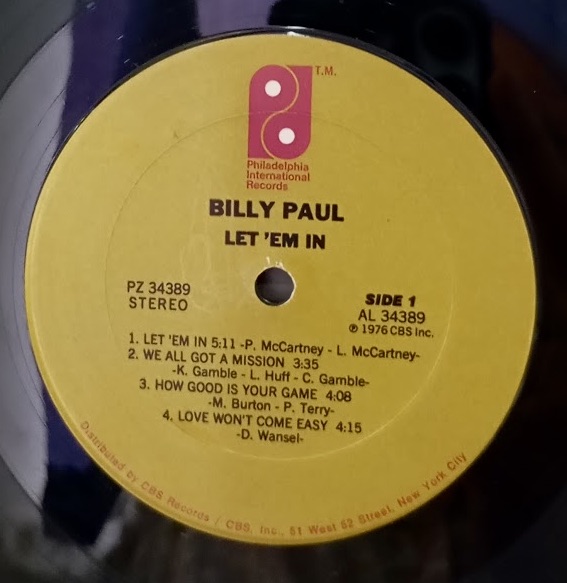 T.M.
Philadelphia
International
Records
BILLY PAUL
LET 'EM IN
PZ 34389
STEREO
SIDE 1
AL 34389
℗ 1976 CBS Inc.
1. LET 'EM IN 5:11 -P. McCartney - L. McCartney-
2. WE ALL GOT A MISSION 3:35
-K. Gamble - L. Huff - C. Gamble-
3. HOW GOOD IS YOUR GAME 4:08
-M. Burton - P. Terry-
4. LOVE WON'T COME EASY 4:15
-D. Wansel-
Distributed by CBS Records / CBS, Inc., 51 West 52 Street, New York City